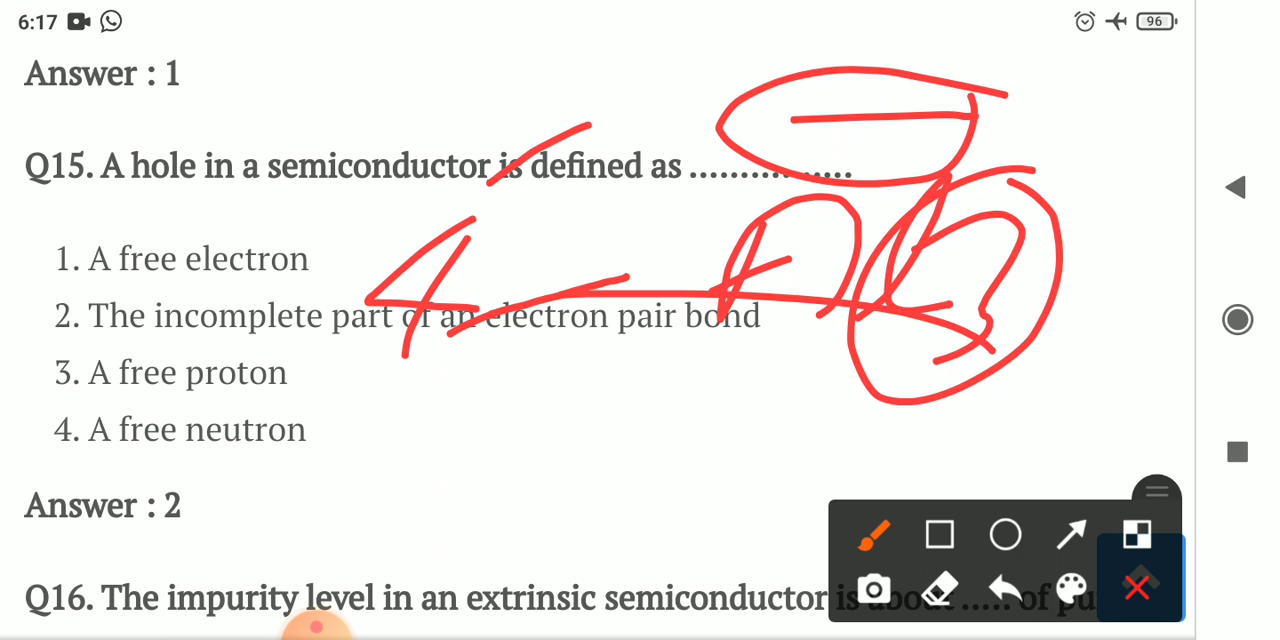 6:17
96
Answer : 1
Q15. A hole in a semiconductor is defined as ................
1. A free electron
2. The incomplete part of an electron pair bond
3. A free proton
4. A free neutron
Answer : 2
Q16. The impurity level in an extrinsic semiconductor is about ..... of pu